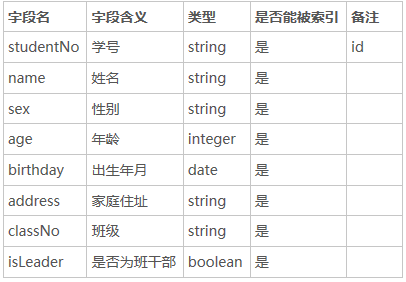 字段名 字段含义 类型 是否能被索引 备注
studentNo 学号 string 是 id
name 姓名 string 是
sex 性别 string 是
age 年龄 integer 是
birthday 出生年月 date 是
address 家庭住址 string 是
classNo 班级 string 是
isLeader 是否为班干部 boolean 是